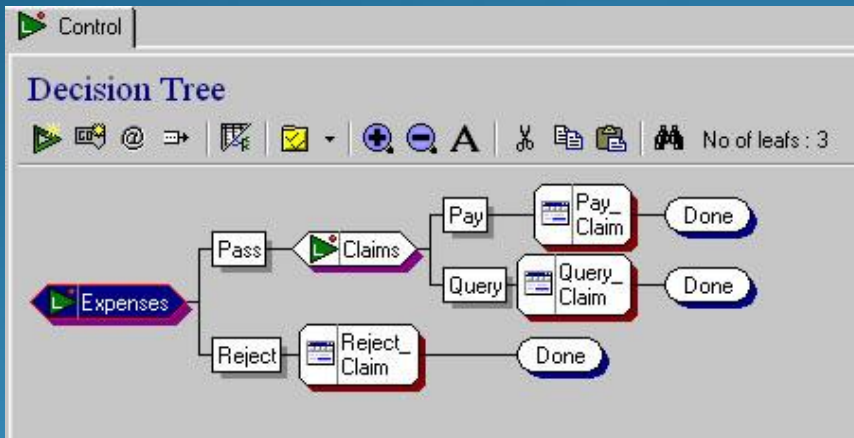 Control
Decision Tree
GO
@
A
No of leafs : 3
Pay
Pay_
Claim
Done
Pass
Claims
Query
Query_
Claim
Done
Expenses
Reject
Reject_
Claim
Done